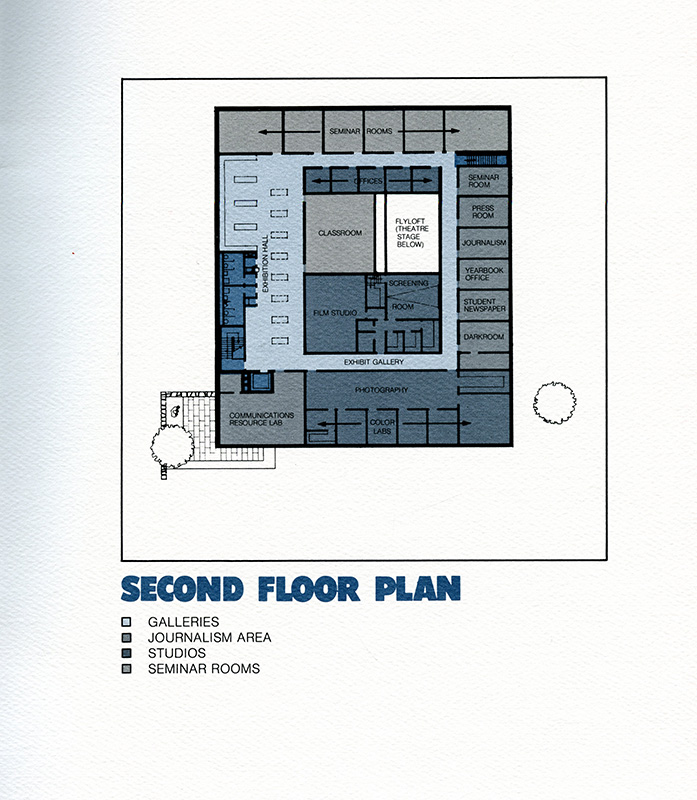 SEMINAR ROOMS
OFFICES
SEMINAR
ROOM
PRESS
ROOM
CLASSROOM
FLYLOFT
(THEATRE
STAGE
BELOW)
JOURNALISM
EXHIBITION HALL
YEARBOOK
OFFICE
SCREENING
ROOM
FILM STUDIO
STUDENT
NEWSPAPER
DARKROOM
EXHIBIT GALLERY
PHOTOGRAPHY
COMMUNICATIONS
RESOURCE LAB
COLOR
LABS
SECOND FLOOR PLAN
GALLERIES
JOURNALISM AREA
STUDIOS
SEMINAR ROOMS